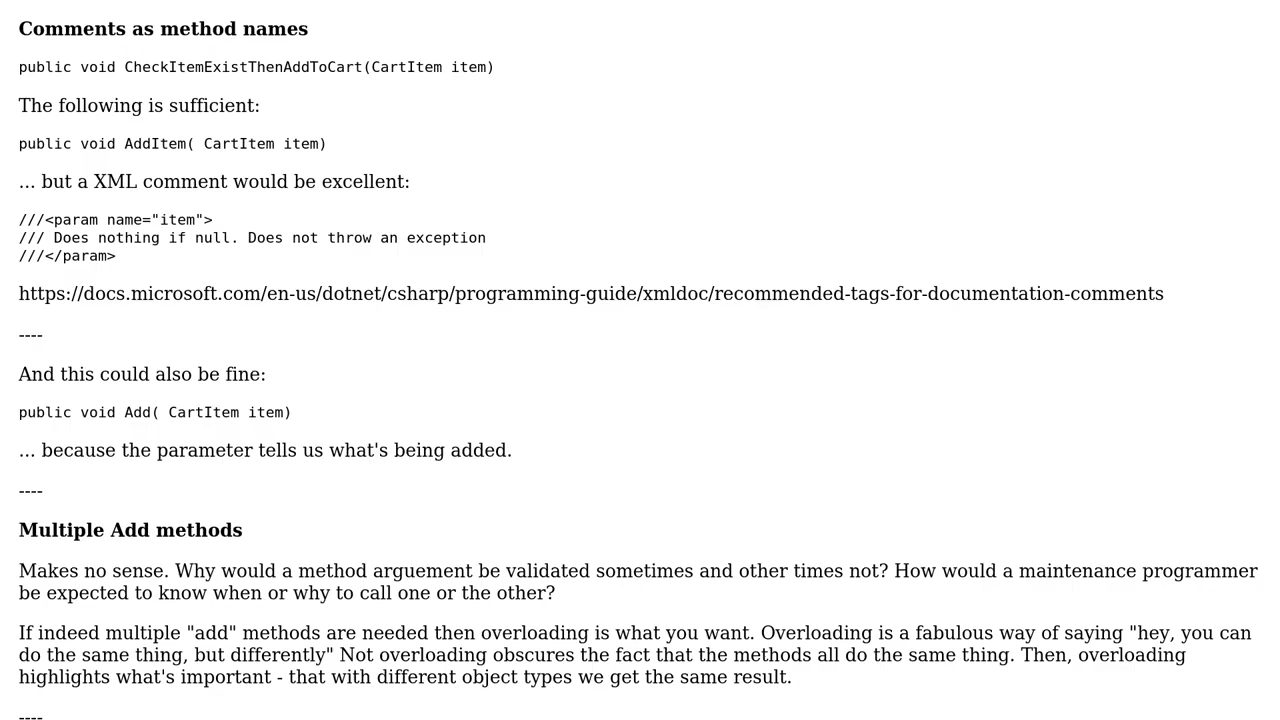 Comments as method names
public void CheckItemExistThenAddToCart(CartItem item)
The following is sufficient:
public void AddItem( CartItem item)
... but a XML comment would be excellent:
///<param name="item">
/// Does nothing if null. Does not throw an exception
///</param>
https://docs.microsoft.com/en-us/dotnet/csharp/programming-guide/xmldoc/recommended-tags-for-documentation-comments
----
And this could also be fine:
public void Add( CartItem item)
... because the parameter tells us what's being added.
----
Multiple Add methods
Makes no sense. Why would a method arguement be validated sometimes and other times not? How would a maintenance programmer
be expected to know when or why to call one or the other?
If indeed multiple "add" methods are needed then overloading is what you want. Overloading is a fabulous way of saying "hey, you can
do the same thing, but differently" Not overloading obscures the fact that the methods all do the same thing. Then, overloading
highlights what's important - that with different object types we get the same result.
----